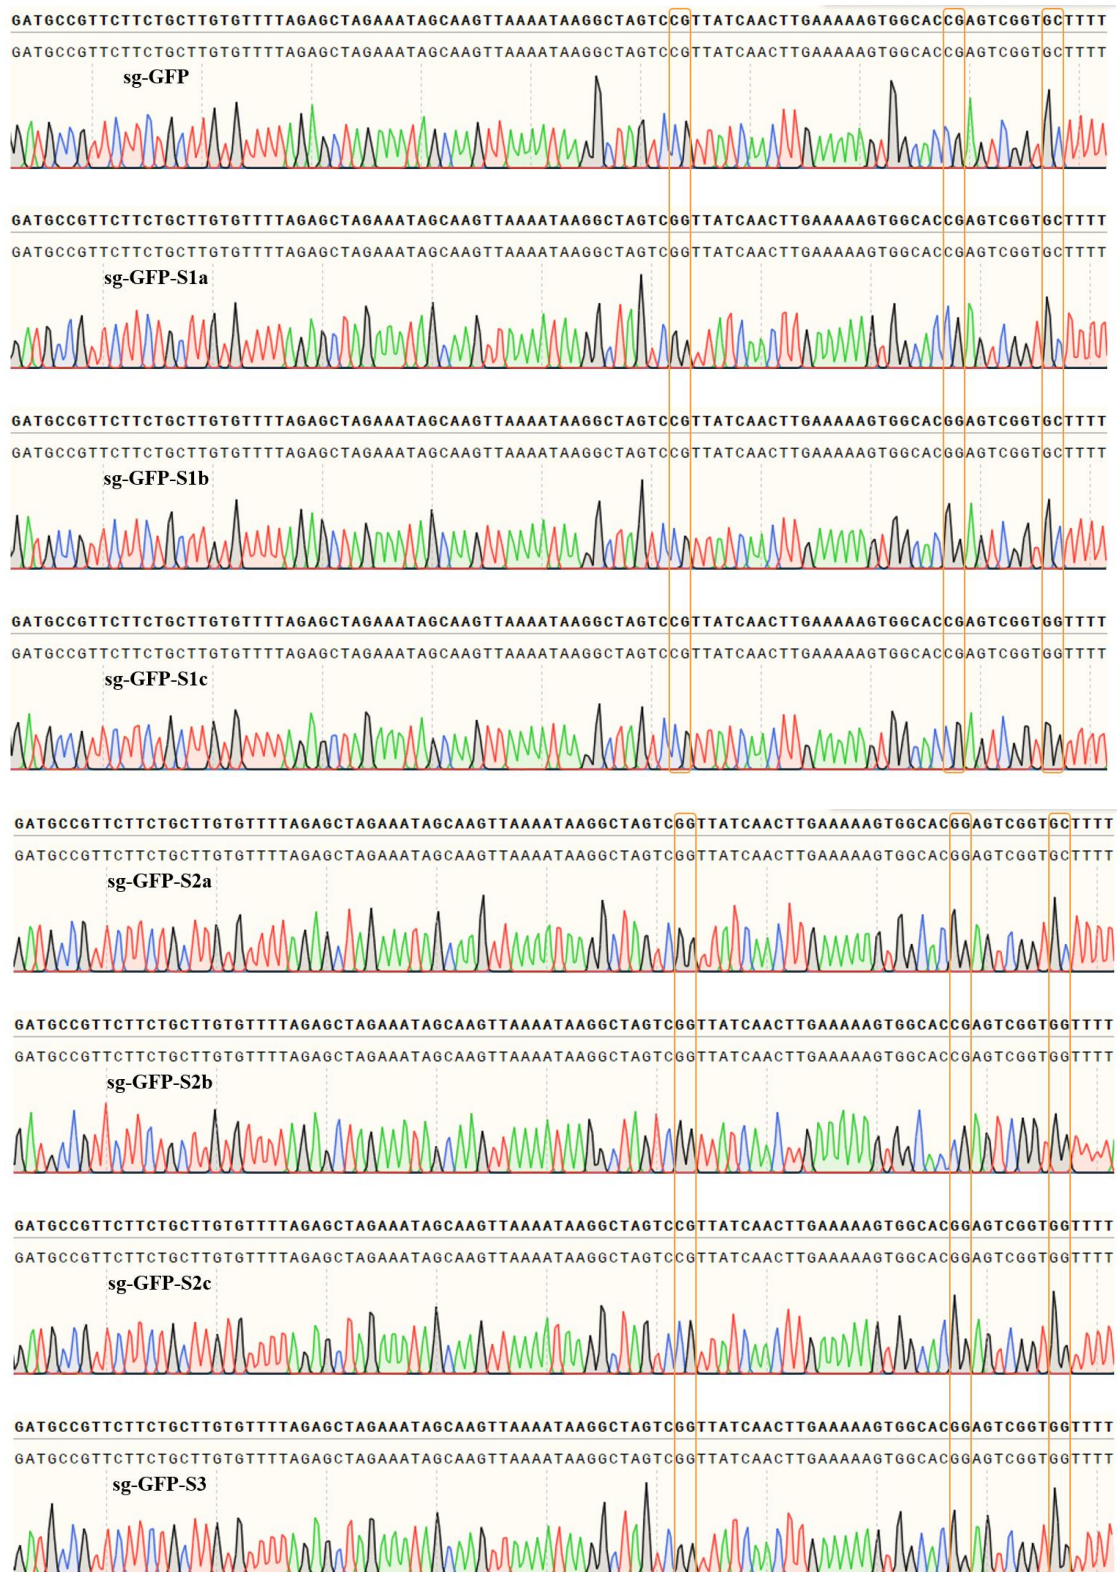 GATGCCGTTCTTCTGCTTGTGTTTTAGAGCTAGAAATAGCAAGTTAAAATAAGGCTAGTCCGTTATCAACTTGAAAAAGTGGCACCGAGTCGGTGCTTTT
GATGCCGTTCTTCTGCTTGTGTTTTAGAGCTAGAAATAGCAAGTTAAAATAAGGCTAGTCCGTTATCAACTTGAAAAAGTGGCACCGAGTCGGTGCTTTT
sg-GFP
GATGCCGTTCTTCTGCTTGTGTTTTAGAGCTAGAAATAGCAAGTTAAAATAAGGCTAGTCGGTTATCAACTTGAAAAAGTGGCACCGAGTCGGTGCTTTT
GATGCCGTTCTTCTGCTTGTGTTTTAGAGCTAGAAATAGCAAGTTAAAATAAGGCTAGTCGGTTATCAACTTGAAAAAGTGGCACCGAGTCGGTGCTTTT
sg-GFP-S1a
GATGCCGTTCTTCTGCTTGTGTTTTAGAGCTAGAAATAGCAAGTTAAAATAAGGCTAGTCCGTTATCAACTTGAAAAAGTGGCACGGAGTCGGTGCTTTT
GATGCCGTTCTTCTGCTTGTGTTTTAGAGCTAGAAATAGCAAGTTAAAATAAGGCTAGTCCGTTATCAACTTGAAAAAGTGGCACGGAGTCGGTGCTTTT
sg-GFP-S1b
GATGCCGTTCTTCTGCTTGTGTTTTAGAGCTAGAAATAGCAAGTTAAAATAAGGCTAGTCCGTTATCAACTTGAAAAAGTGGCACCGAGTCGGTGGTTTT
GATGCCGTTCTTCTGCTTGTGTTTTAGAGCTAGAAATAGCAAGTTAAAATAAGGCTAGTCCGTTATCAACTTGAAAAAGTGGCACCGAGTCGGTGGTTTT
sg-GFP-S1c
GATGCCGTTCTTCTGCTTGTGTTTTAGAGCTAGAAATAGCAAGTTAAAATAAGGCTAGTCGGTTATCAACTTGAAAAAGTGGCACGGAGTCGGTGCTTTT
GATGCCGTTCTTCTGCTTGTGTTTTAGAGCTAGAAATAGCAAGTTAAAATAAGGCTAGTCGGTTATCAACTTGAAAAAGTGGCACGGAGTCGGTGCTTTT
sg-GFP-S2a
GATGCCGTTCTTCTGCTTGTGTTTTAGAGCTAGAAATAGCAAGTTAAAATAAGGCTAGTCGGTTATCAACTTGAAAAAGTGGCACCGAGTCGGTGGTTTT
GATGCCGTTCTTCTGCTTGTGTTTTAGAGCTAGAAATAGCAAGTTAAAATAAGGCTAGTCGGTTATCAACTTGAAAAAGTGGCACCGAGTCGGTGGTTTT
sg-GFP-S2b
GATGCCGTTCTTCTGCTTGTGTTTTAGAGCTAGAAATAGCAAGTTAAAATAAGGCTAGTCCGTTATCAACTTGAAAAAGTGGCACGGAGTCGGTGGTTTT
GATGCCGTTCTTCTGCTTGTGTTTTAGAGCTAGAAATAGCAAGTTAAAATAAGGCTAGTCCGTTATCAACTTGAAAAAGTGGCACGGAGTCGGTGGTTTT
sg-GFP-S2c
GATGCCGTTCTTCTGCTTGTGTTTTAGAGCTAGAAATAGCAAGTTAAAATAAGGCTAGTCGGTTATCAACTTGAAAAAGTGGCACGGAGTCGGTGGTTTT
GATGCCGTTCTTCTGCTTGTGTTTTAGAGCTAGAAATAGCAAGTTAAAATAAGGCTAGTCGGTTATCAACTTGAAAAAGTGGCACGGAGTCGGTGGTTTT
sg-GFP-S3